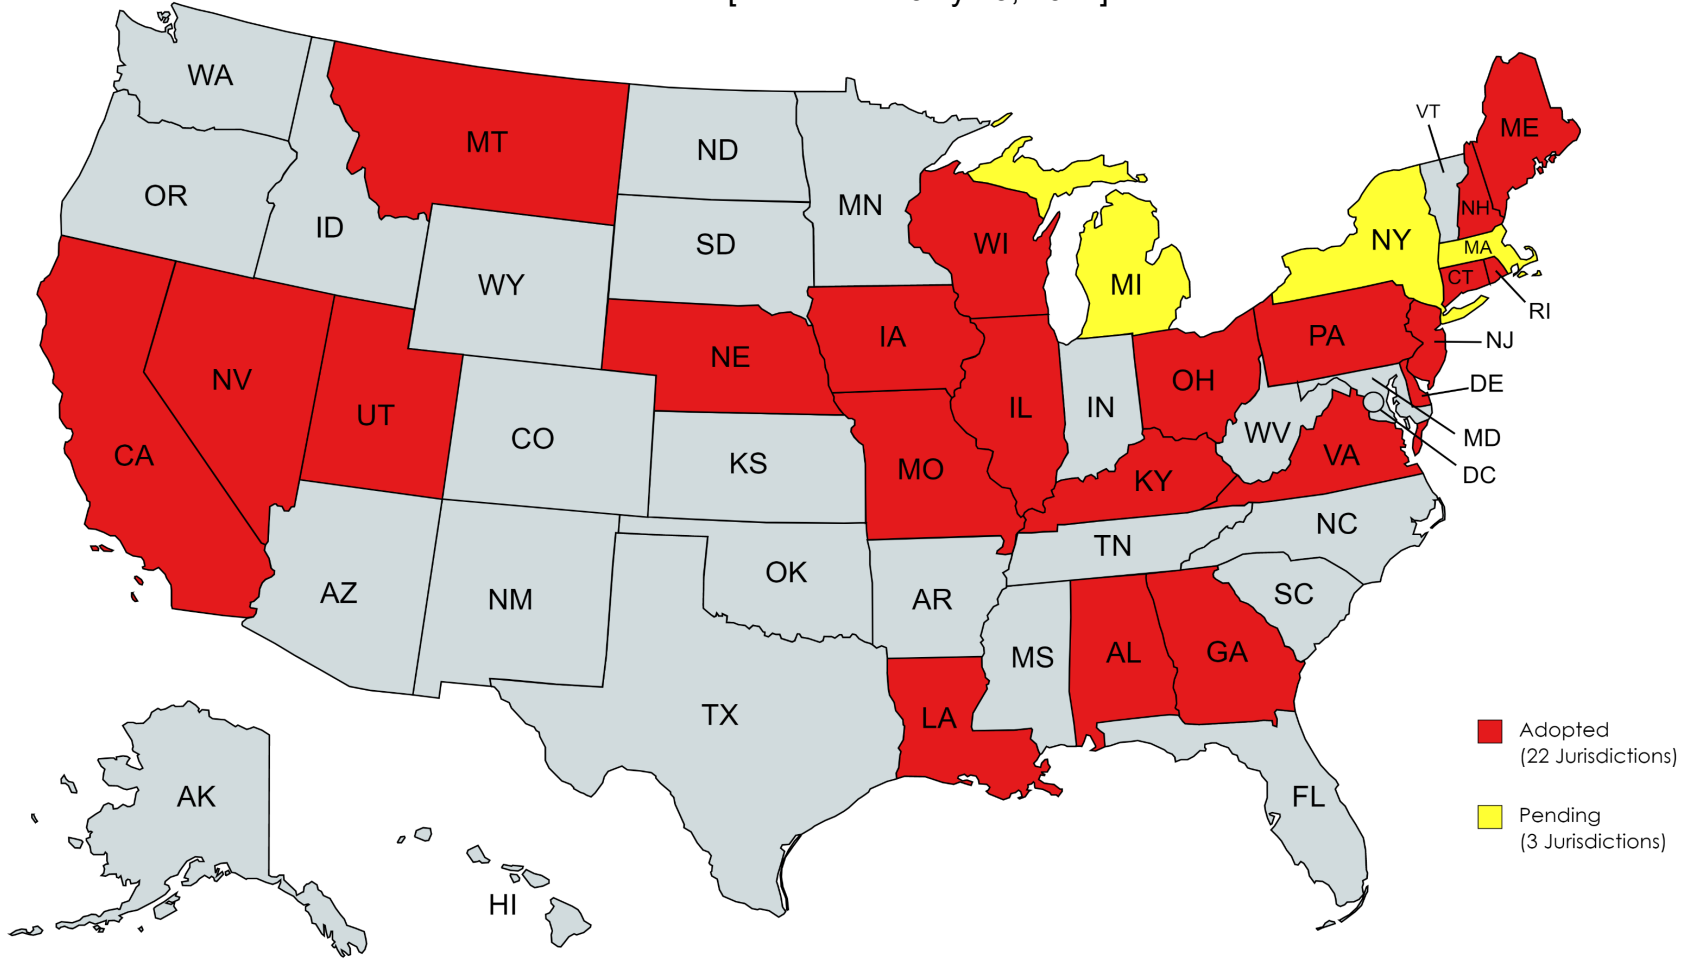 WA
MT
ND
MN
VT
ME
OR
ID
SD
WI
NY
NH
MA
WY
MI
CT
RI
NV
NE
IA
PA
NJ
UT
CO
IL
IN
OH
DE
CA
KS
MO
WV
VA
MD
KY
DC
AZ
NM
OK
AR
TN
NC
SC
MS
AL
GA
TX
LA
AK
FL
HI
Adopted
(22 Jurisdictions)
Pending
(3 Jurisdictions)